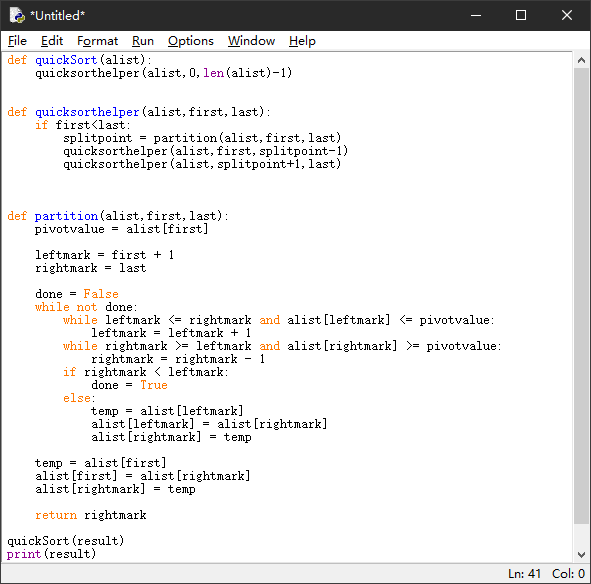 *Untitled*
File Edit Format Run Options Window Help
def quickSort(alist):
    quicksorthelper(alist,0,len(alist)-1)
def quicksorthelper(alist,first,last):
    if first<last:
        splitpoint = partition(alist,first,last)
        quicksorthelper(alist,first,splitpoint-1)
        quicksorthelper(alist,splitpoint+1,last)
def partition(alist,first,last):
    pivotvalue = alist[first]
    leftmark = first + 1
    rightmark = last
    done = False
    while not done:
        while leftmark <= rightmark and alist[leftmark] <= pivotvalue:
            leftmark = leftmark + 1
        while rightmark >= leftmark and alist[rightmark] >= pivotvalue:
            rightmark = rightmark - 1
        if rightmark < leftmark:
            done = True
        else:
            temp = alist[leftmark]
            alist[leftmark] = alist[rightmark]
            alist[rightmark] = temp
    temp = alist[first]
    alist[first] = alist[rightmark]
    alist[rightmark] = temp
    return rightmark
quickSort(result)
print(result)
Ln: 41 Col: 0